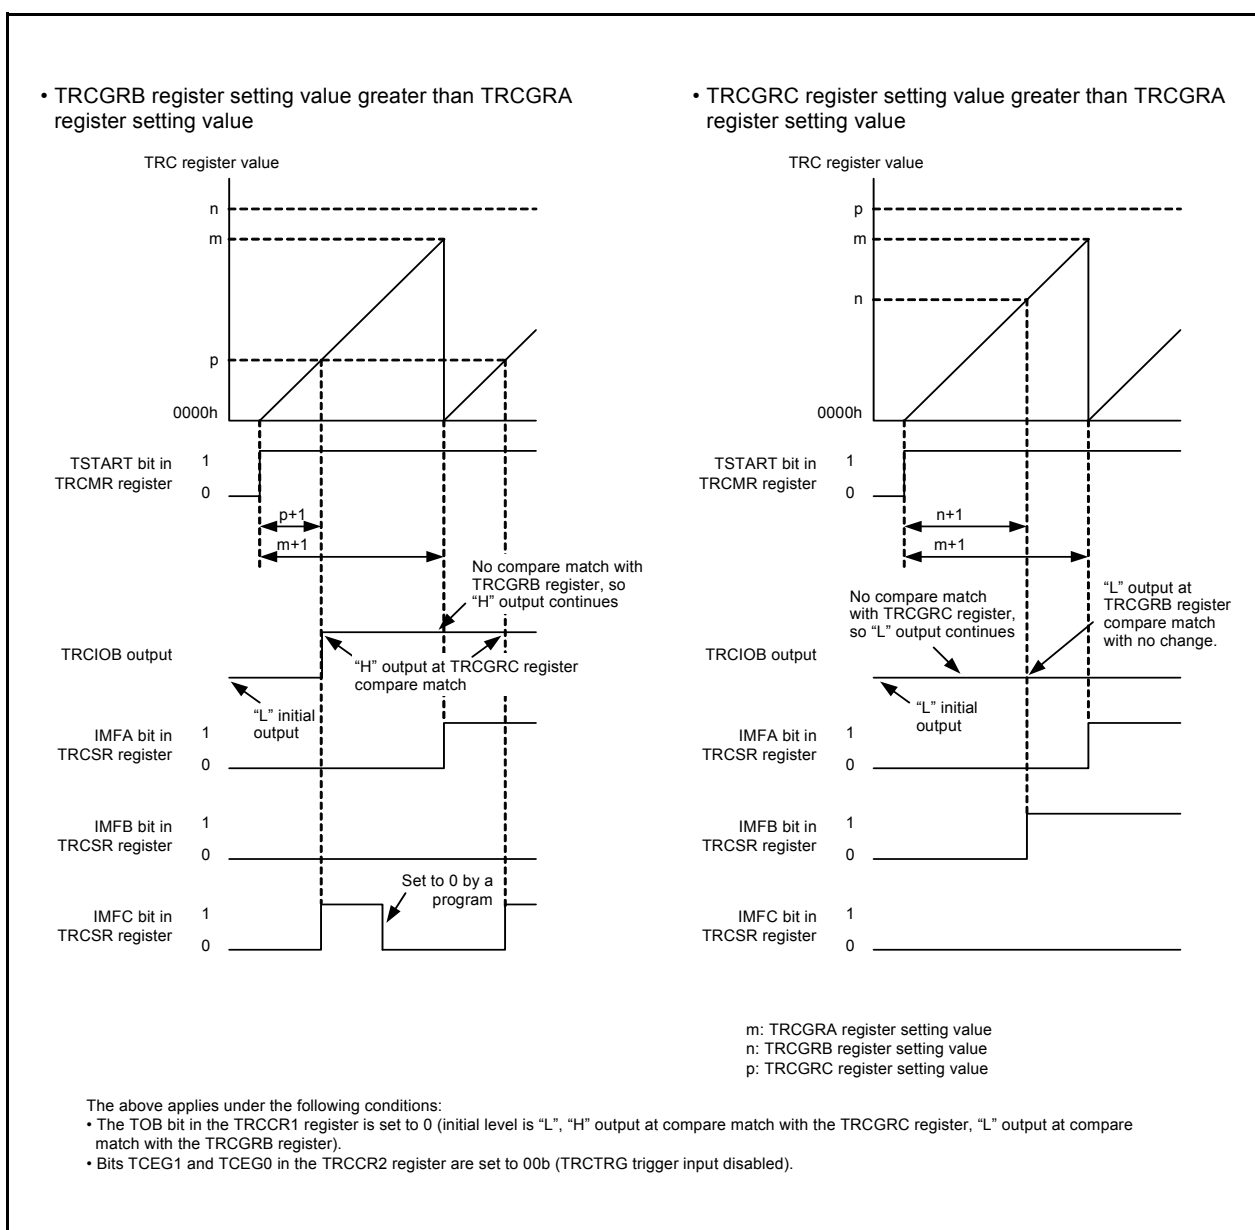 • TRCGRB register setting value greater than TRCGRA
register setting value
TRC register value
n
m
p
0000h
TSTART bit in
TRCMR register
1
0
p+1
m+1
No compare match with
TRCGRB register, so
“H” output continues
TRCIOB output
“H” output at TRCGRC register
compare match
“L” initial
output
IMFA bit in
TRCSR register
1
0
IMFB bit in
TRCSR register
1
0
Set to 0 by a
program
IMFC bit in
TRCSR register
1
0
• TRCGRC register setting value greater than TRCGRA
register setting value
TRC register value
p
m
n
0000h
TSTART bit in
TRCMR register
1
0
n+1
m+1
No compare match
with TRCGRC register,
so “L” output continues
“L” output at
TRCGRB register
compare match
with no change.
TRCIOB output
“L” initial
output
IMFA bit in
TRCSR register
1
0
IMFB bit in
TRCSR register
1
0
IMFC bit in
TRCSR register
1
0
m: TRCGRA register setting value
n: TRCGRB register setting value
p: TRCGRC register setting value
The above applies under the following conditions:
• The TOB bit in the TRCCR1 register is set to 0 (initial level is “L”, “H” output at compare match with the TRCGRC register, “L” output at compare
match with the TRCGRB register).
• Bits TCEG1 and TCEG0 in the TRCCR2 register are set to 00b (TRCTRG trigger input disabled).